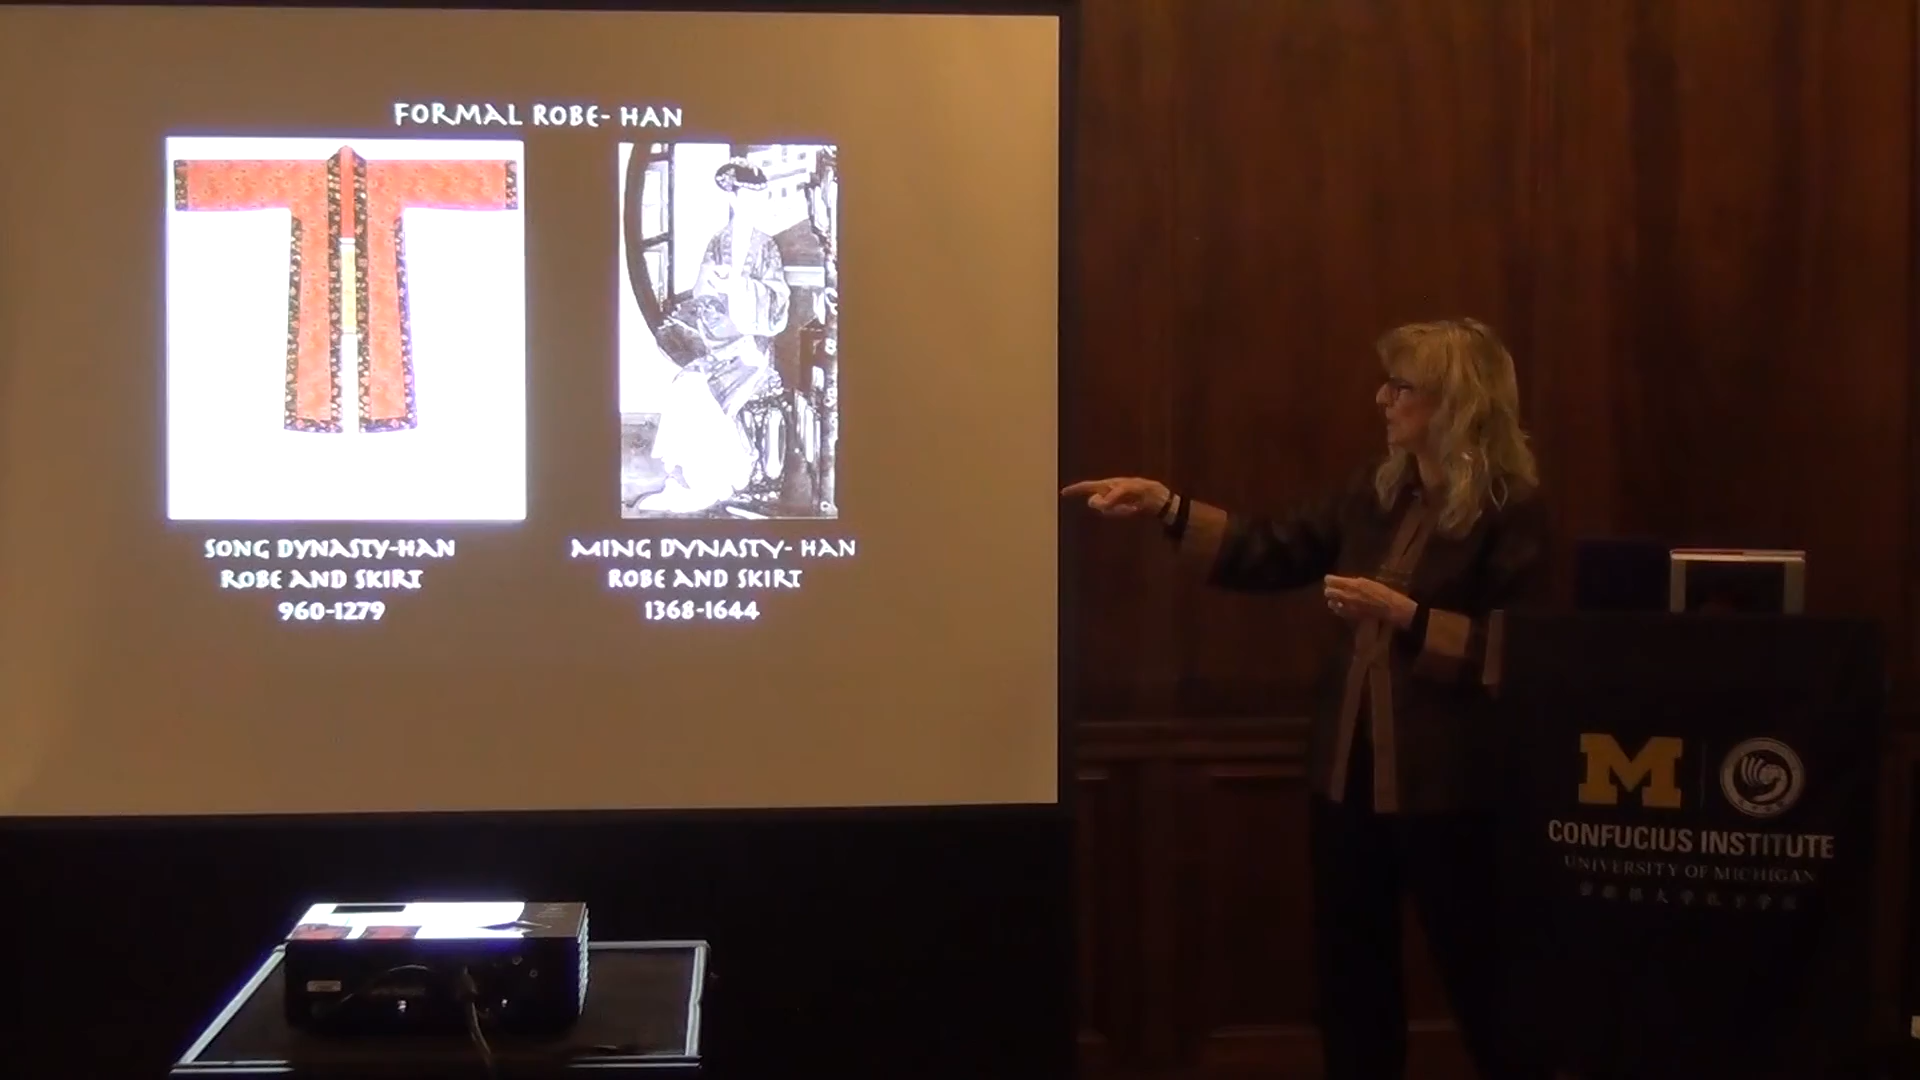 FORMAL ROBE- HAN
SONG DYNASTY-HAN
ROBE AND SKIRT
960-1279
MING DYNASTY- HAN
ROBE AND SKIRT
1368-1644
M
CONFUCIUS INSTITUTE
UNIVERSITY OF MICHIGAN